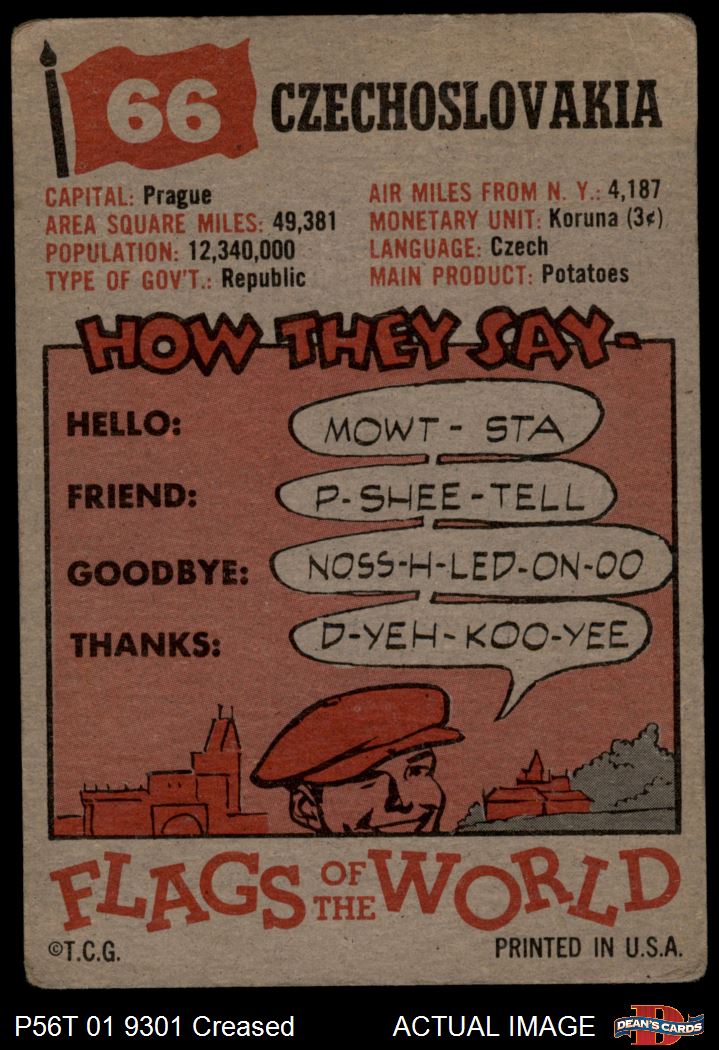 66 CZECHOSLOVAKIA
CAPITAL: Prague
AREA SQUARE MILES: 49,381
POPULATION: 12,340,000
TYPE OF GOV'T.: Republic
AIR MILES FROM N. Y.: 4,187
MONETARY UNIT: Koruna (3¢)
LANGUAGE: Czech
MAIN PRODUCT: Potatoes
HOW THEY SAY-
HELLO: MOWT - STA
FRIEND: P-SHEE-TELL
GOODBYE: NOSS-H-LED-ON-OO
THANKS: D-YEH-KOO-YEE
FLAGS OF THE WORLD
©T.C.G.
PRINTED IN U.S.A.
P56T 01 9301 Creased
ACTUAL IMAGE
D
DEAN'S CARDS